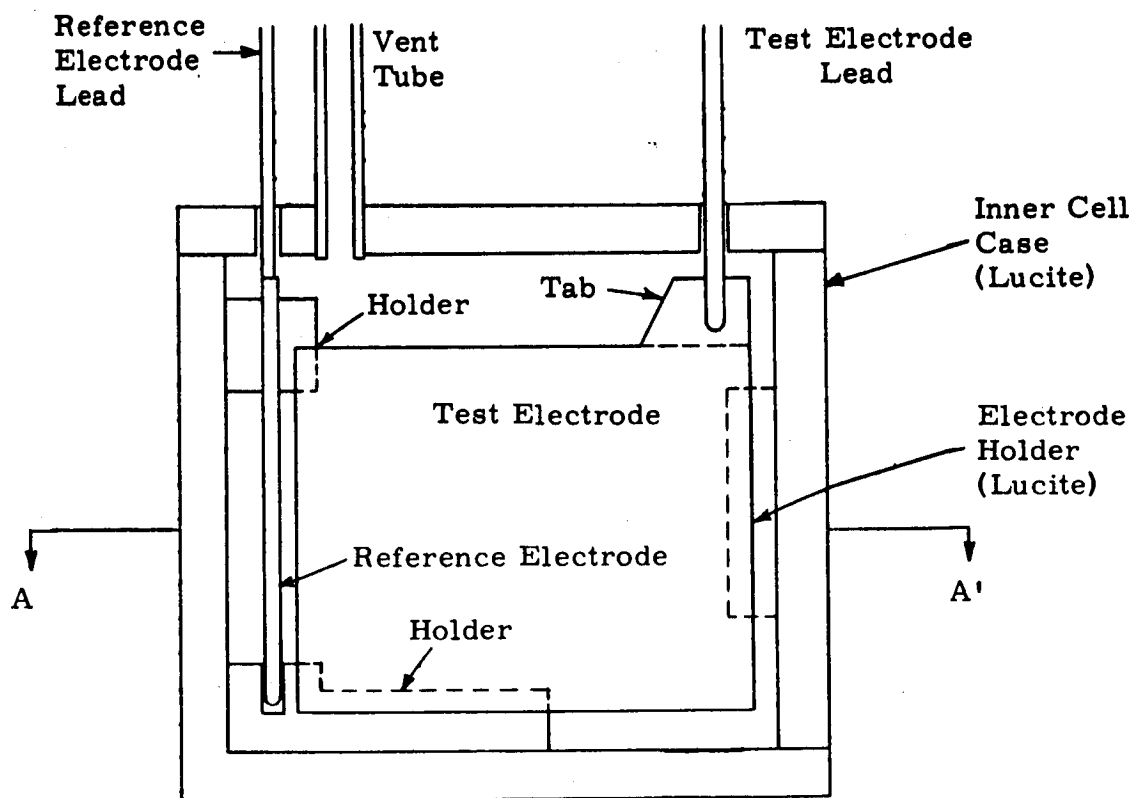 Reference
Electrode
Lead
Vent
Tube
Test Electrode
Lead
Inner Cell
Case
(Lucite)
Tab
Holder
Test Electrode
Electrode
Holder
(Lucite)
Reference Electrode
A
A'
Holder